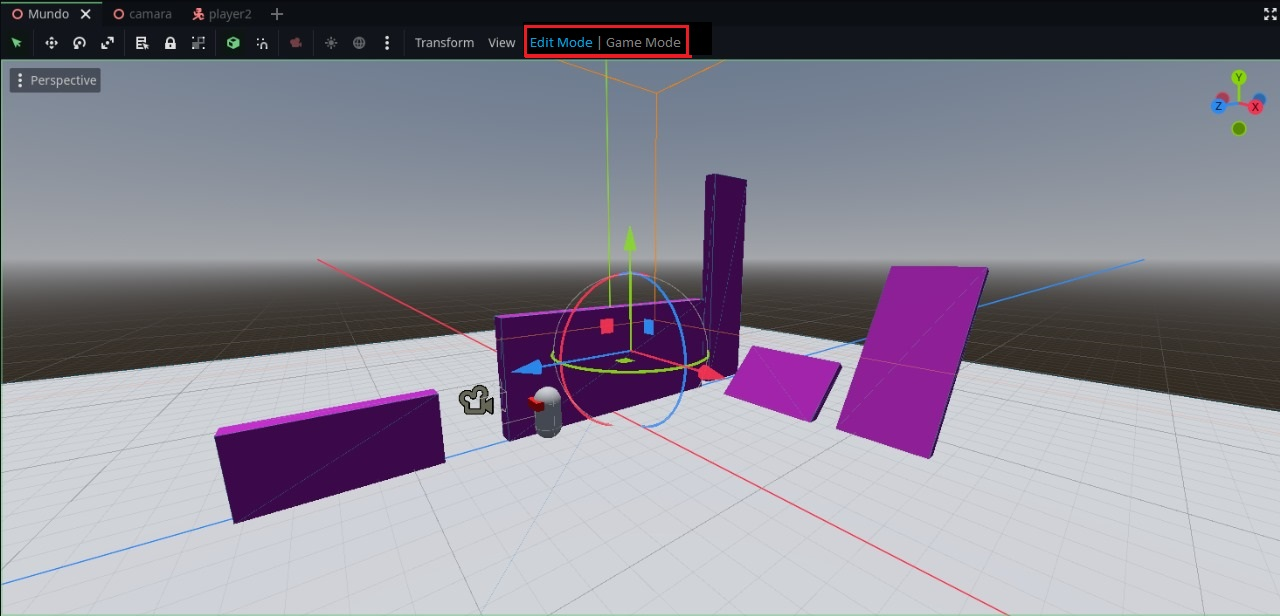 Mundo camara player2
Transform View Edit Mode | Game Mode
Perspective
Y
Z X